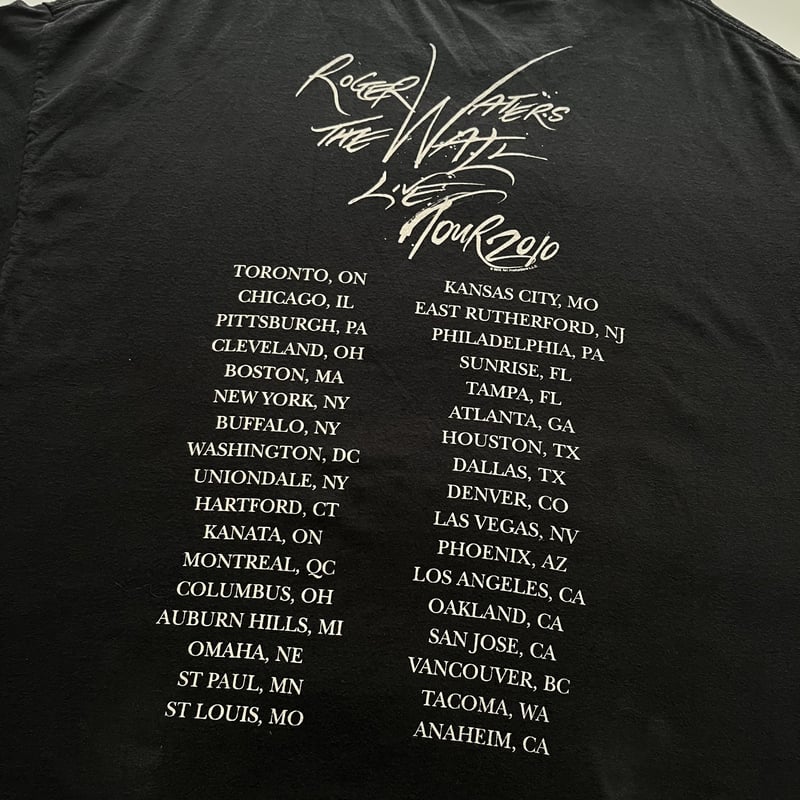 ROGER WATERS
THE WALL
LIVE
TOUR 2010
TORONTO, ON
CHICAGO, IL
PITTSBURGH, PA
CLEVELAND, OH
BOSTON, MA
NEW YORK, NY
BUFFALO, NY
WASHINGTON, DC
UNIONDALE, NY
HARTFORD, CT
KANATA, ON
MONTREAL, QC
COLUMBUS, OH
AUBURN HILLS, MI
OMAHA, NE
ST PAUL, MN
ST LOUIS, MO
KANSAS CITY, MO
EAST RUTHERFORD, NJ
PHILADELPHIA, PA
SUNRISE, FL
TAMPA, FL
ATLANTA, GA
HOUSTON, TX
DALLAS, TX
DENVER, CO
LAS VEGAS, NV
PHOENIX, AZ
LOS ANGELES, CA
OAKLAND, CA
SAN JOSE, CA
VANCOUVER, BC
TACOMA, WA
ANAHEIM, CA